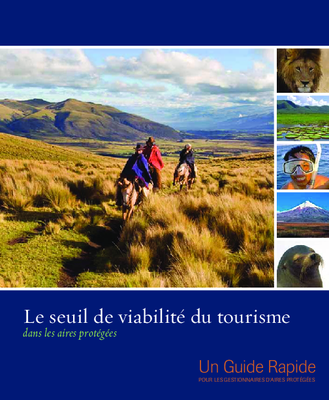 Le seuil de viabilité du tourisme
dans les aires protégées
Un Guide Rapide
POUR LES GESTIONNAIRES D'AIRES PROTÉGÉES